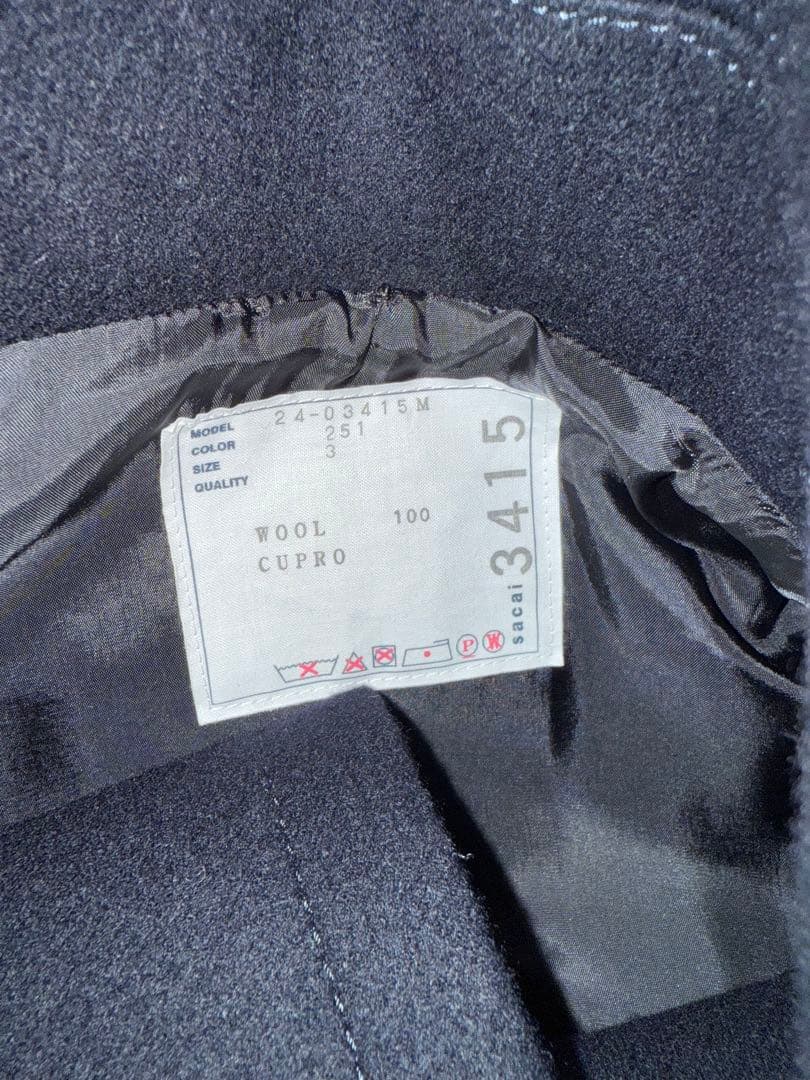 MODEL 24-03415M
COLOR 251
SIZE 3
QUALITY
WOOL 100
CUPRO
sacai 3415
P W